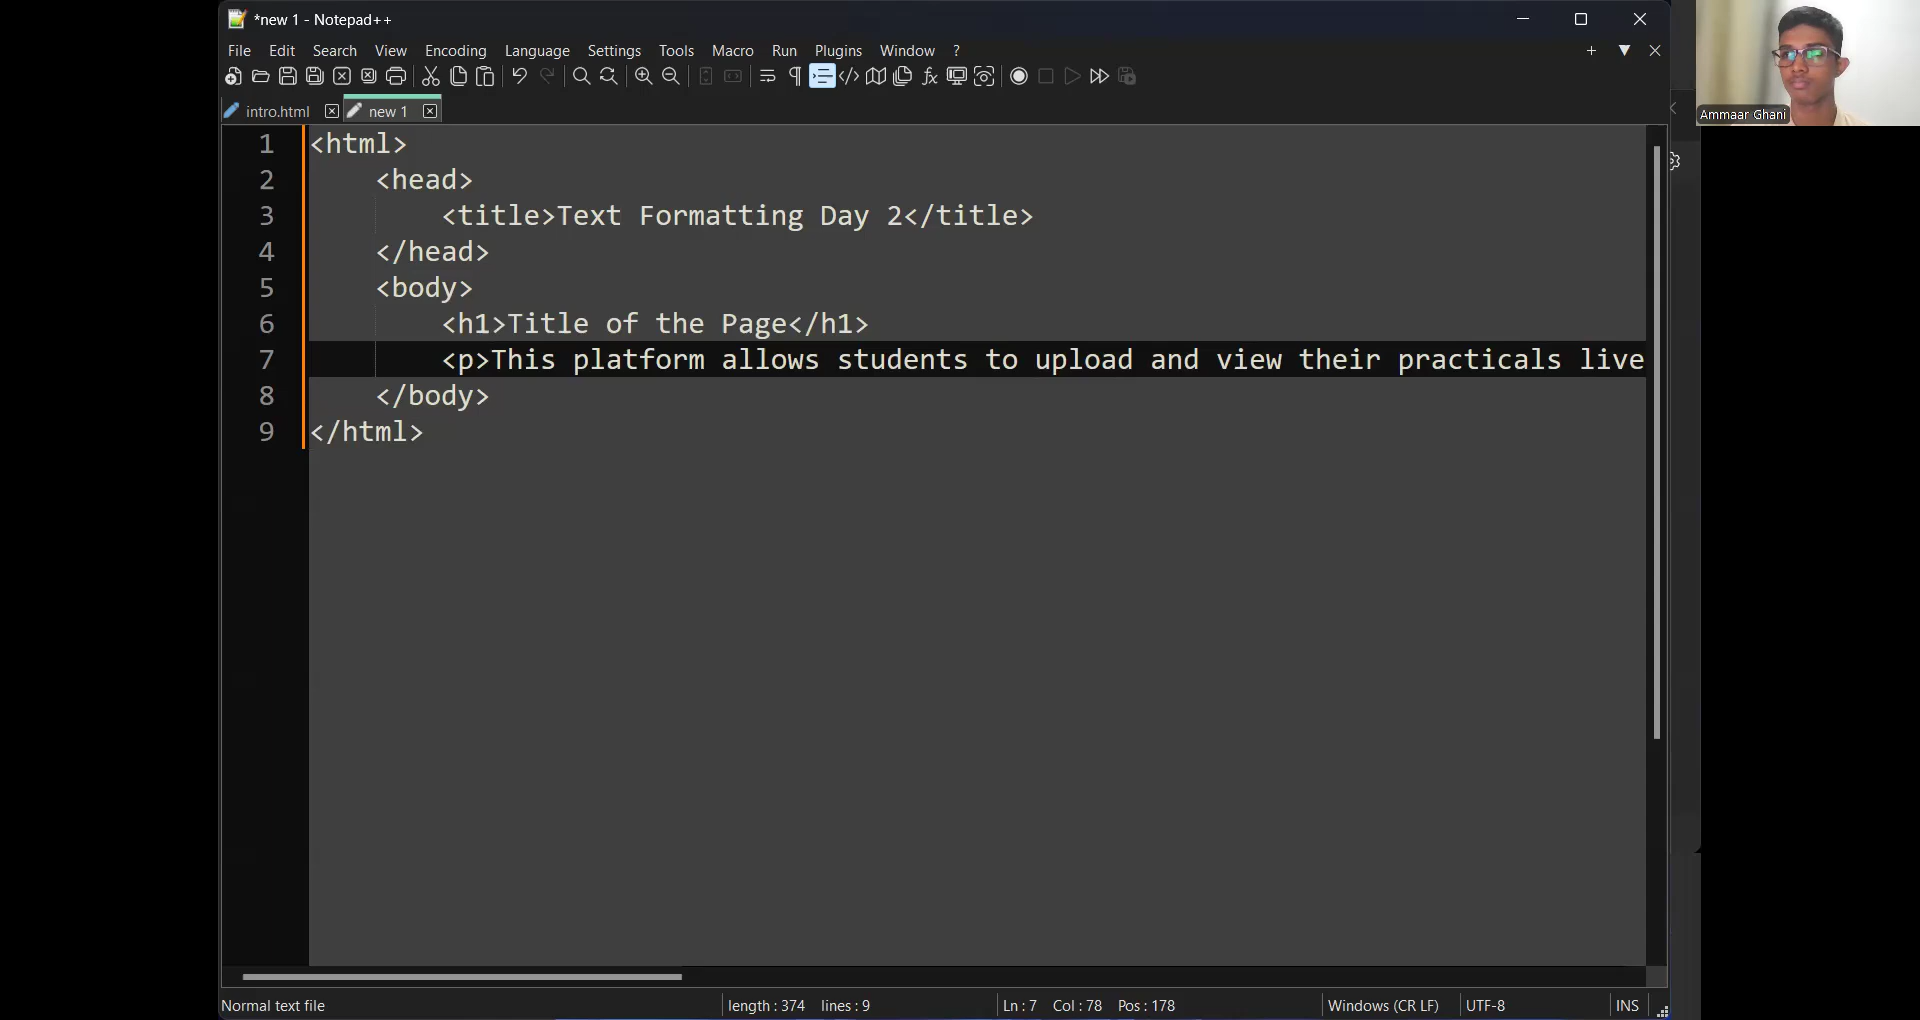 *new 1 - Notepad++
File Edit Search View Encoding Language Settings Tools Macro Run Plugins Window ?
intro.html new 1
1 <html>
2 <head>
3 <title>Text Formatting Day 2</title>
4 </head>
5 <body>
6 <h1>Title of the Page</h1>
7 <p>This platform allows students to upload and view their practicals live
8 </body>
9 </html>
Normal text file length : 374 lines : 9 Ln : 7 Col : 78 Pos : 178 Windows (CR LF) UTF-8 INS
Ammaar Ghani